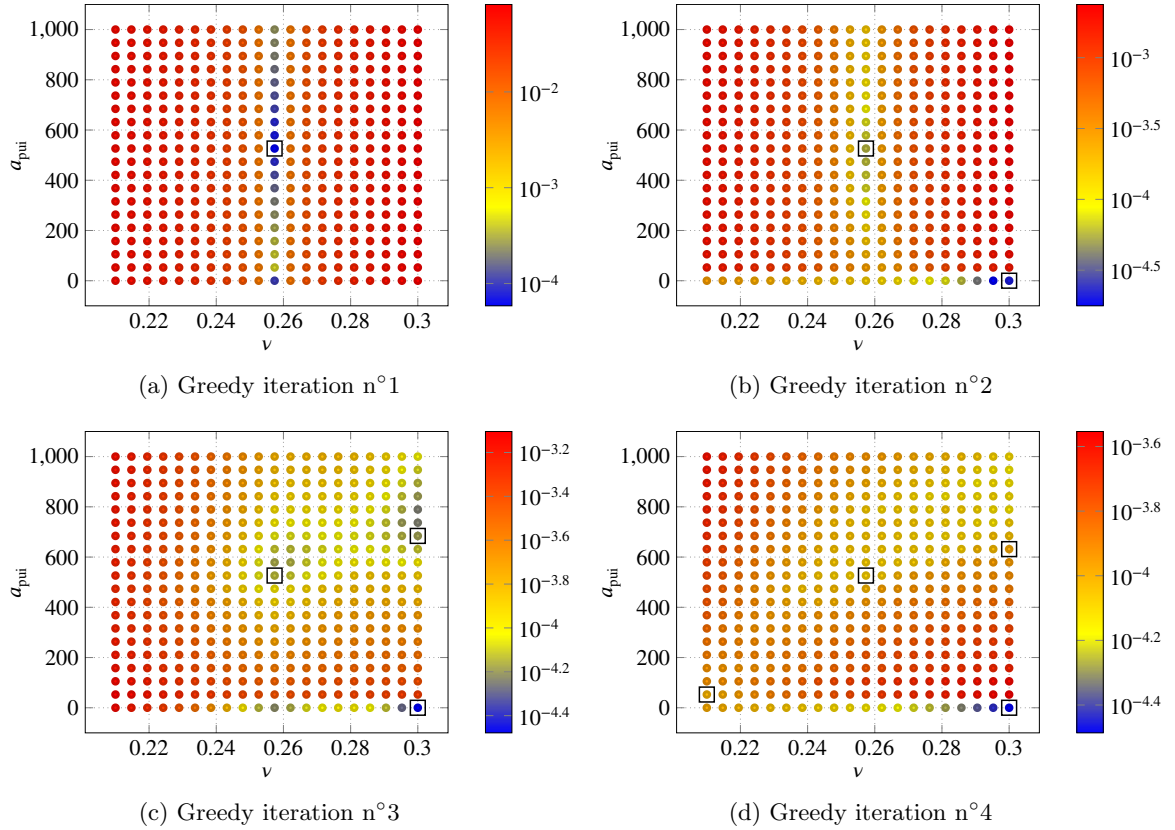 1,000
800
600
400
200
0
a_pui
0.22 0.24 0.26 0.28 0.3
ν
10^−2
10^−3
10^−4
(a) Greedy iteration n°1
1,000
800
600
400
200
0
a_pui
0.22 0.24 0.26 0.28 0.3
ν
10^−3
10^−3.5
10^−4
10^−4.5
(b) Greedy iteration n°2
1,000
800
600
400
200
0
a_pui
0.22 0.24 0.26 0.28 0.3
ν
10^−3.2
10^−3.4
10^−3.6
10^−3.8
10^−4
10^−4.2
10^−4.4
(c) Greedy iteration n°3
1,000
800
600
400
200
0
a_pui
0.22 0.24 0.26 0.28 0.3
ν
10^−3.6
10^−3.8
10^−4
10^−4.2
10^−4.4
(d) Greedy iteration n°4